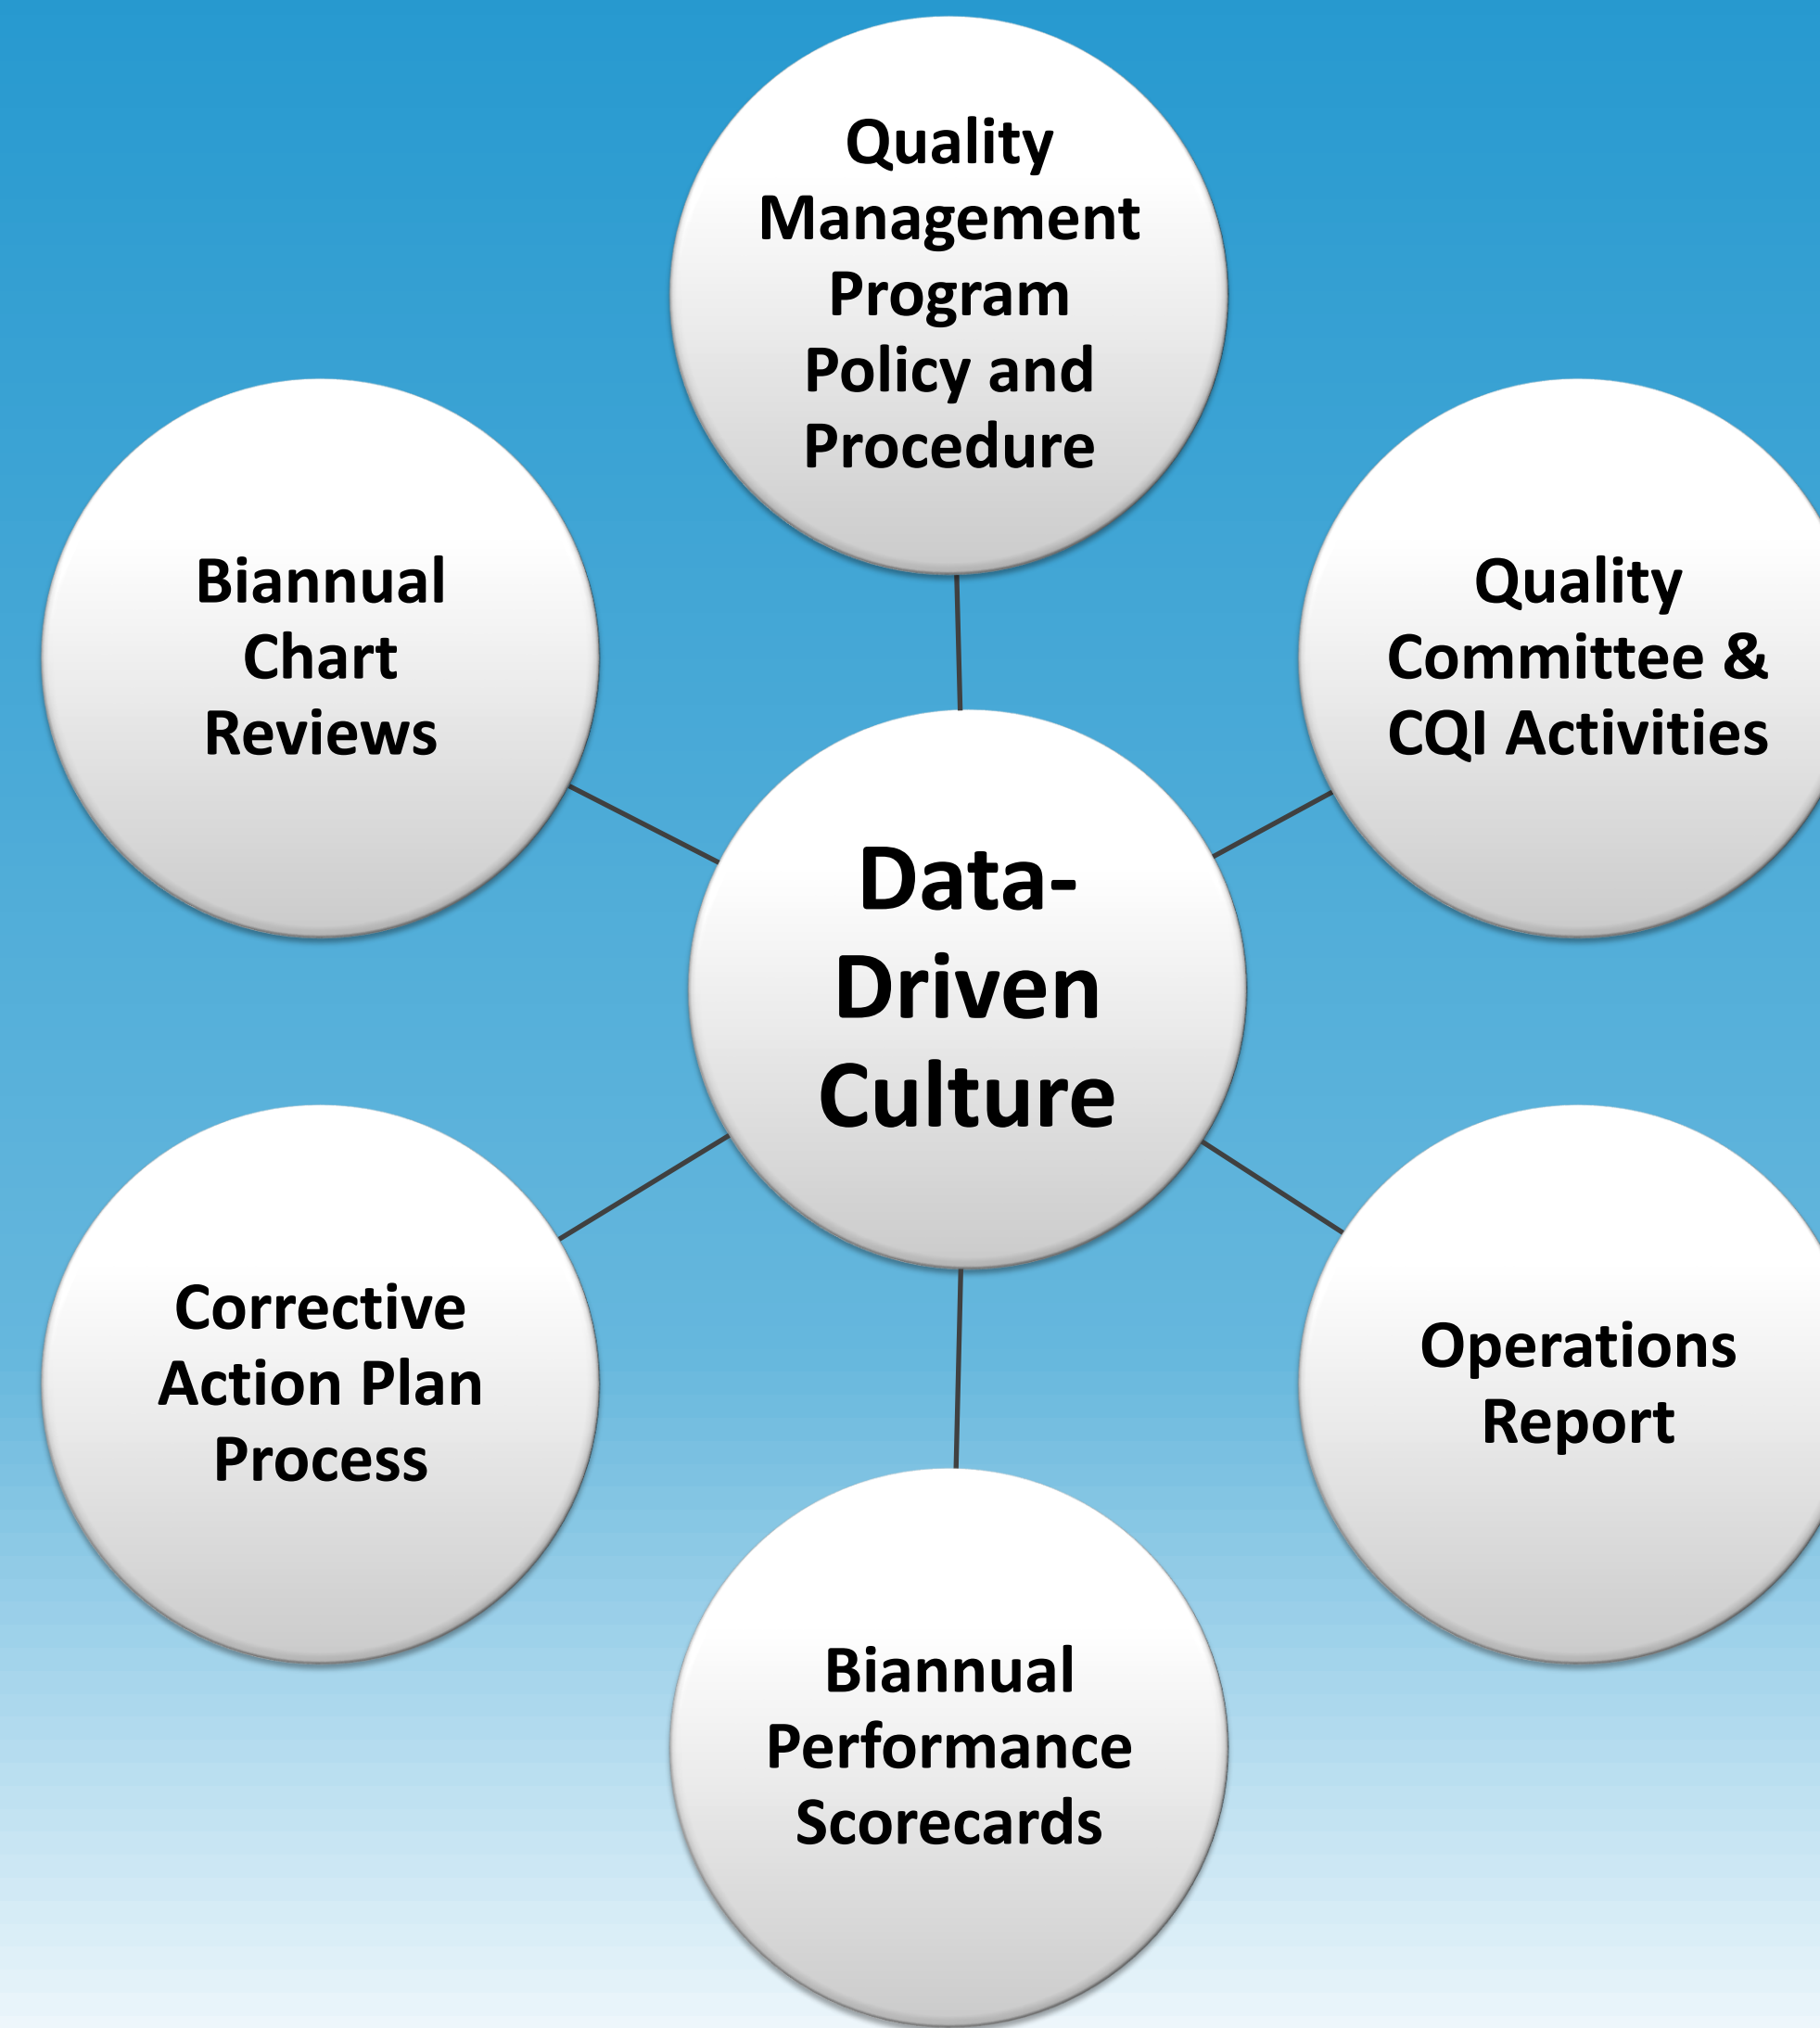 Quality
Management
Program
Policy and
Procedure
Quality
Committee &
CQI Activities
Operations
Report
Biannual
Performance
Scorecards
Corrective
Action Plan
Process
Biannual
Chart
Reviews
Data-
Driven
Culture